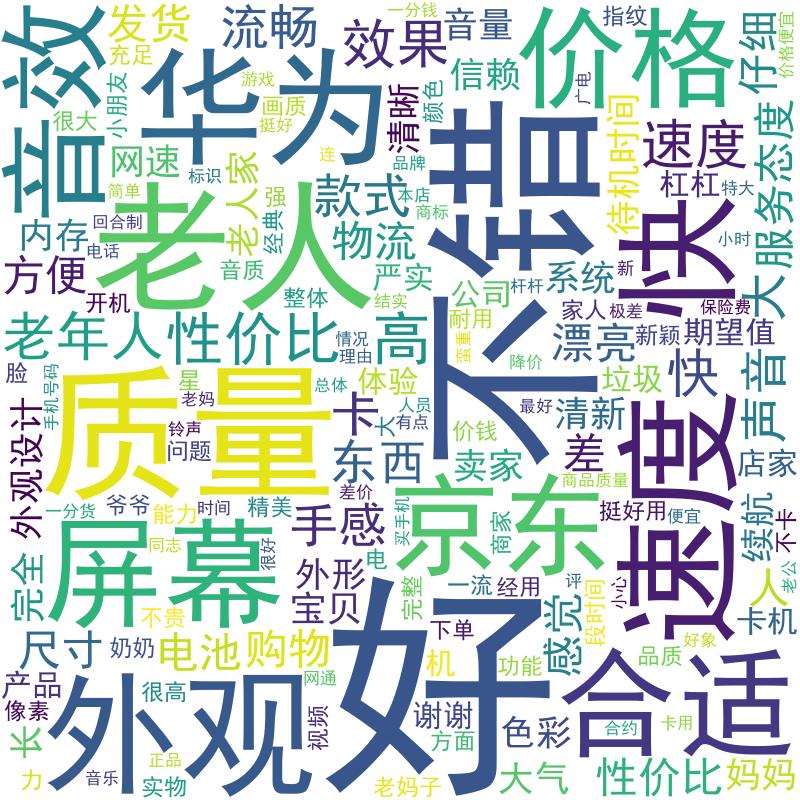 音效
发货
流畅
效果
音量
指纹
一分钱
价格
仔细
价格便宜
充足
小朋友
华为
游戏
画质
挺好
清晰
信赖
颜色
广电
不错
很大
网速
标识
连
品牌
待机时间
速度
服务态度
简单
老人
老人家
强
经典
款式
本店
商标
杠杠
特大
内存
回合制
电话
音质
物流
快
小时
大
方便
开机
整体
严实
结实
公司
杆杆
系统
新
家人
极差
保险费
老年人
性价比
情况
理由
高
耐用
蛮重
降价
漂亮
新颖
期望值
脸
手机号码
星
老妈
总体
体验
人员
最好
垃圾
快
声音
外观设计
质量
铃声
问题
卡
大
有点
价钱
清新
速度
东西
卖家
差
店家
商品质量
一分货
爷爷
能力
时间
精美
差价
手感
买手机
京东
商家
挺好用
便宜
续航
不卡
完全
屏幕
同志
很好
外形
电
完整
一流
经用
评
小心
人
老公
宝贝
好
下单
感觉
段时间
卡机
尺寸
奶奶
不贵
电池
购物
机
功能
品质
好象
产品
外观
很高
网通
视频
谢谢
合适
像素
方面
色彩
合约
卡用
长
力
正品
音乐
实物
老妈子
大气
性价比
妈妈